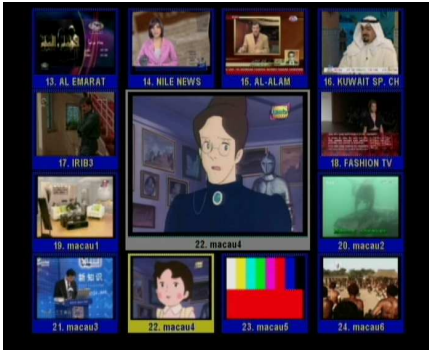 13. AL EMARAT
14. NILE NEWS
15. AL-ALAM
16. KUWAIT SP. CH
17. IRIB3
18. FASHION TV
22. macau4
19. macau1
20. macau2
21. macau3
22. macau4
23. macau5
24. macau6